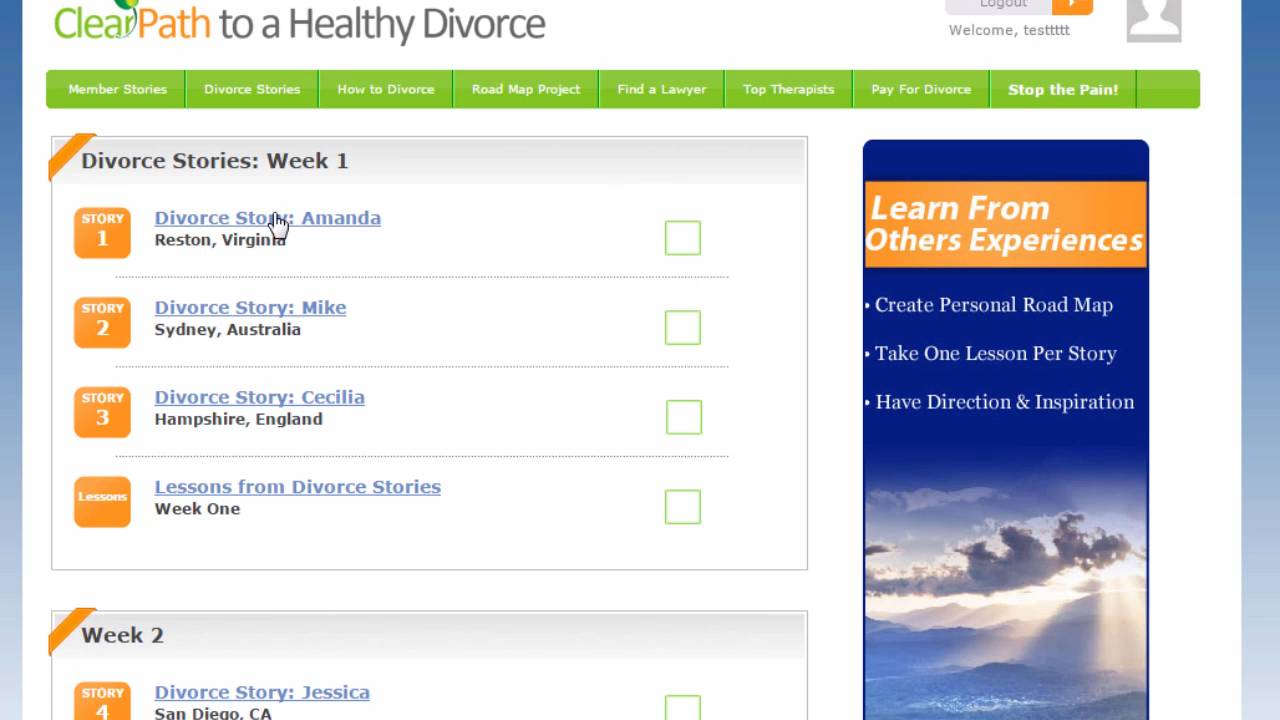 ClearPath to a Healthy Divorce
Logout
Welcome, testtttt
Member Stories
Divorce Stories
How to Divorce
Road Map Project
Find a Lawyer
Top Therapists
Pay For Divorce
Stop the Pain!
Divorce Stories: Week 1
STORY
1
Divorce Story: Amanda
Reston, Virginia
STORY
2
Divorce Story: Mike
Sydney, Australia
STORY
3
Divorce Story: Cecilia
Hampshire, England
Lessons
Lessons from Divorce Stories
Week One
Week 2
STORY
4
Divorce Story: Jessica
San Diego, CA
Learn From
Others Experiences
• Create Personal Road Map
• Take One Lesson Per Story
• Have Direction & Inspiration